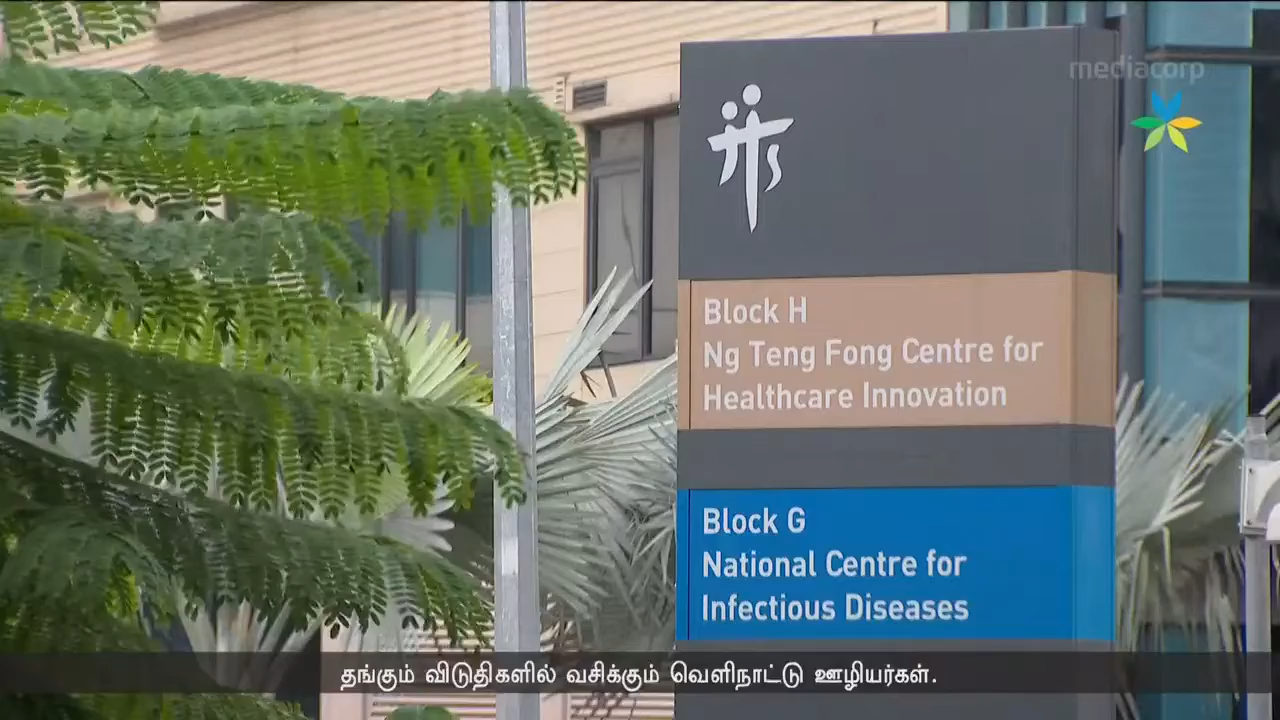 mediacorp
Block H
Ng Teng Fong Centre for
Healthcare Innovation
Block G
National Centre for
Infectious Diseases
தங்கும் விடுதிகளில் வசிக்கும் வெளிநாட்டு ஊழியர்கள்.